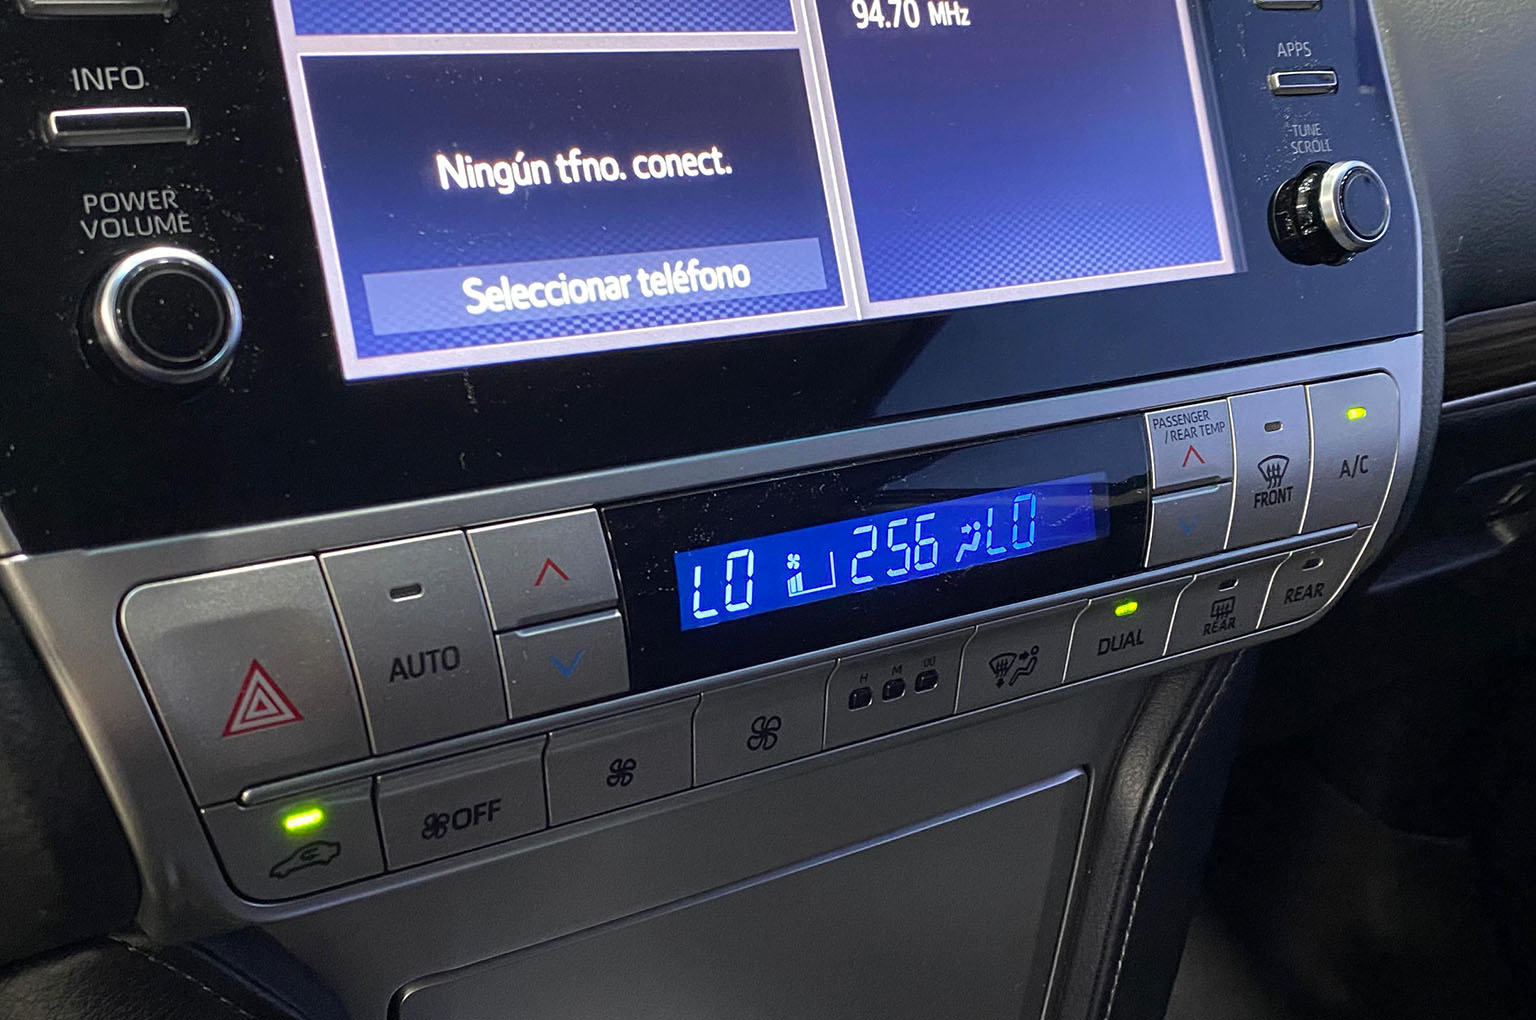 94.70 MHz
APPS
INFO
TUNE
SCROLL
Ningún tfno. conect.
POWER
VOLUME
Seleccionar teléfono
PASSENGER
/REAR TEMP
A/C
FRONT
LO 256 LO
AUTO
REAR
REAR
DUAL
H M
OFF